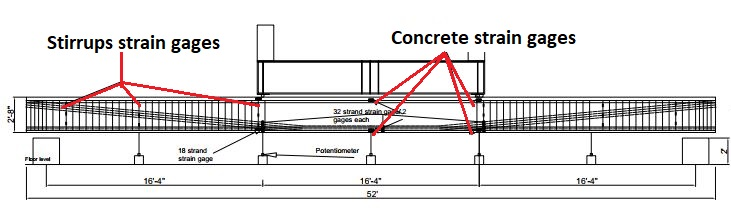 Stirrups strain gages
Concrete strain gages
2'-8"
32 strand strain gages 2
gages each
18 strand
strain gage
Potentiometer
Floor level
2'
16'-4"
16'-4"
16'-4"
52'